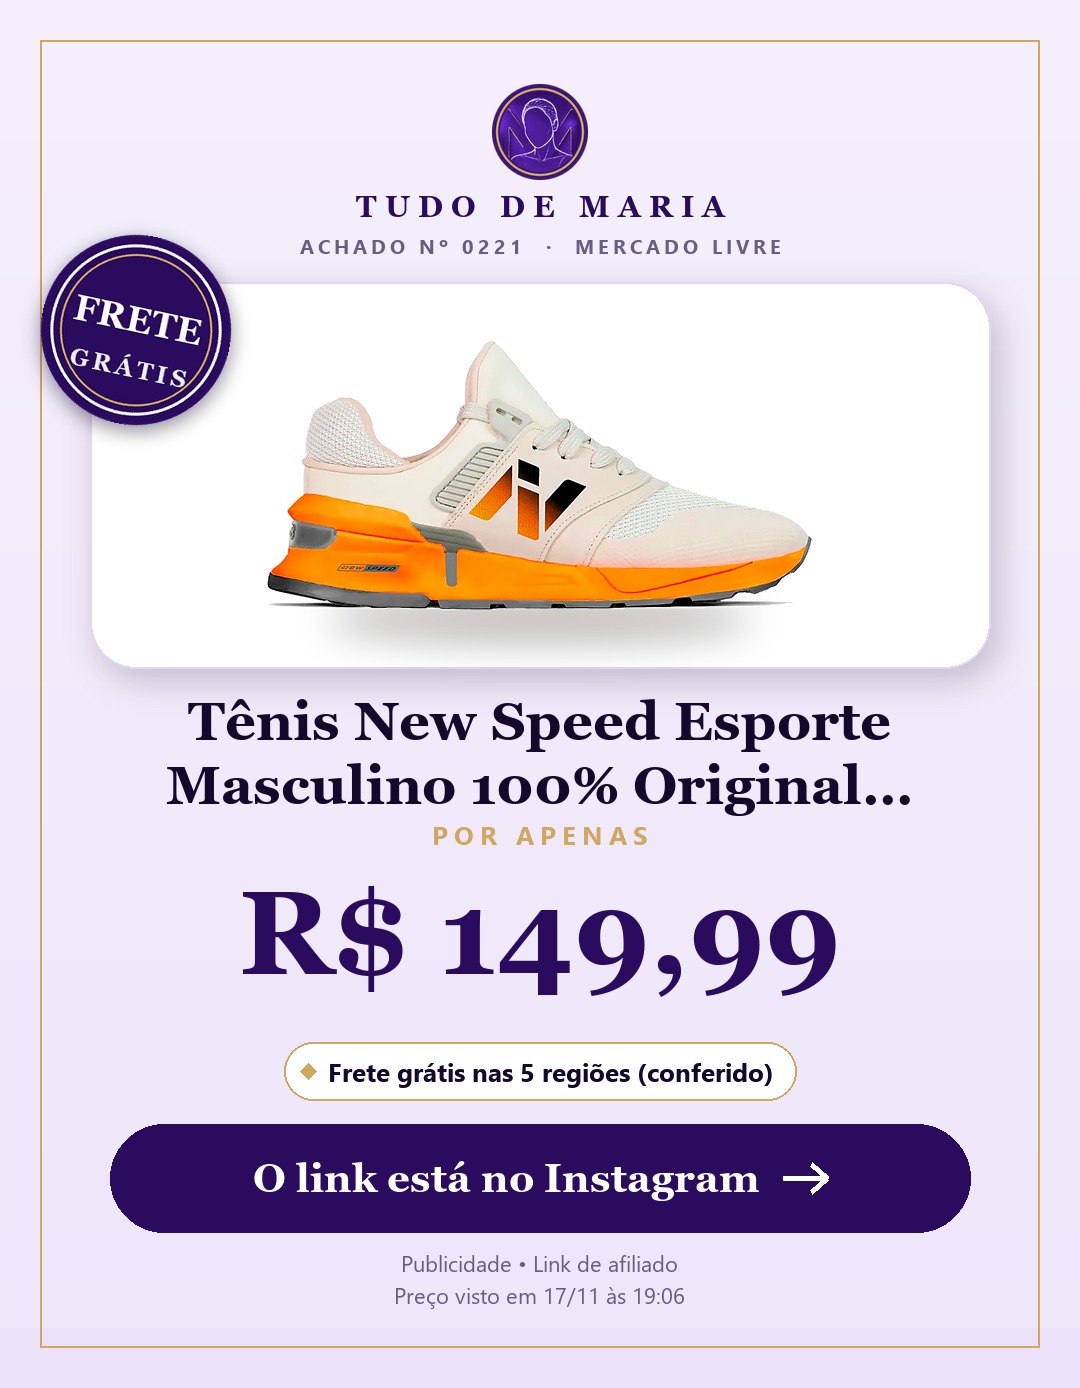 TUDO DE MARIA
ACHADO Nº 0221 · MERCADO LIVRE
FRETE
GRÁTIS
NEW SPEED
Tênis New Speed Esporte
Masculino 100% Original...
POR APENAS
R$ 149,99
Frete grátis nas 5 regiões (conferido)
O link está no Instagram →
Publicidade • Link de afiliado
Preço visto em 17/11 às 19:06